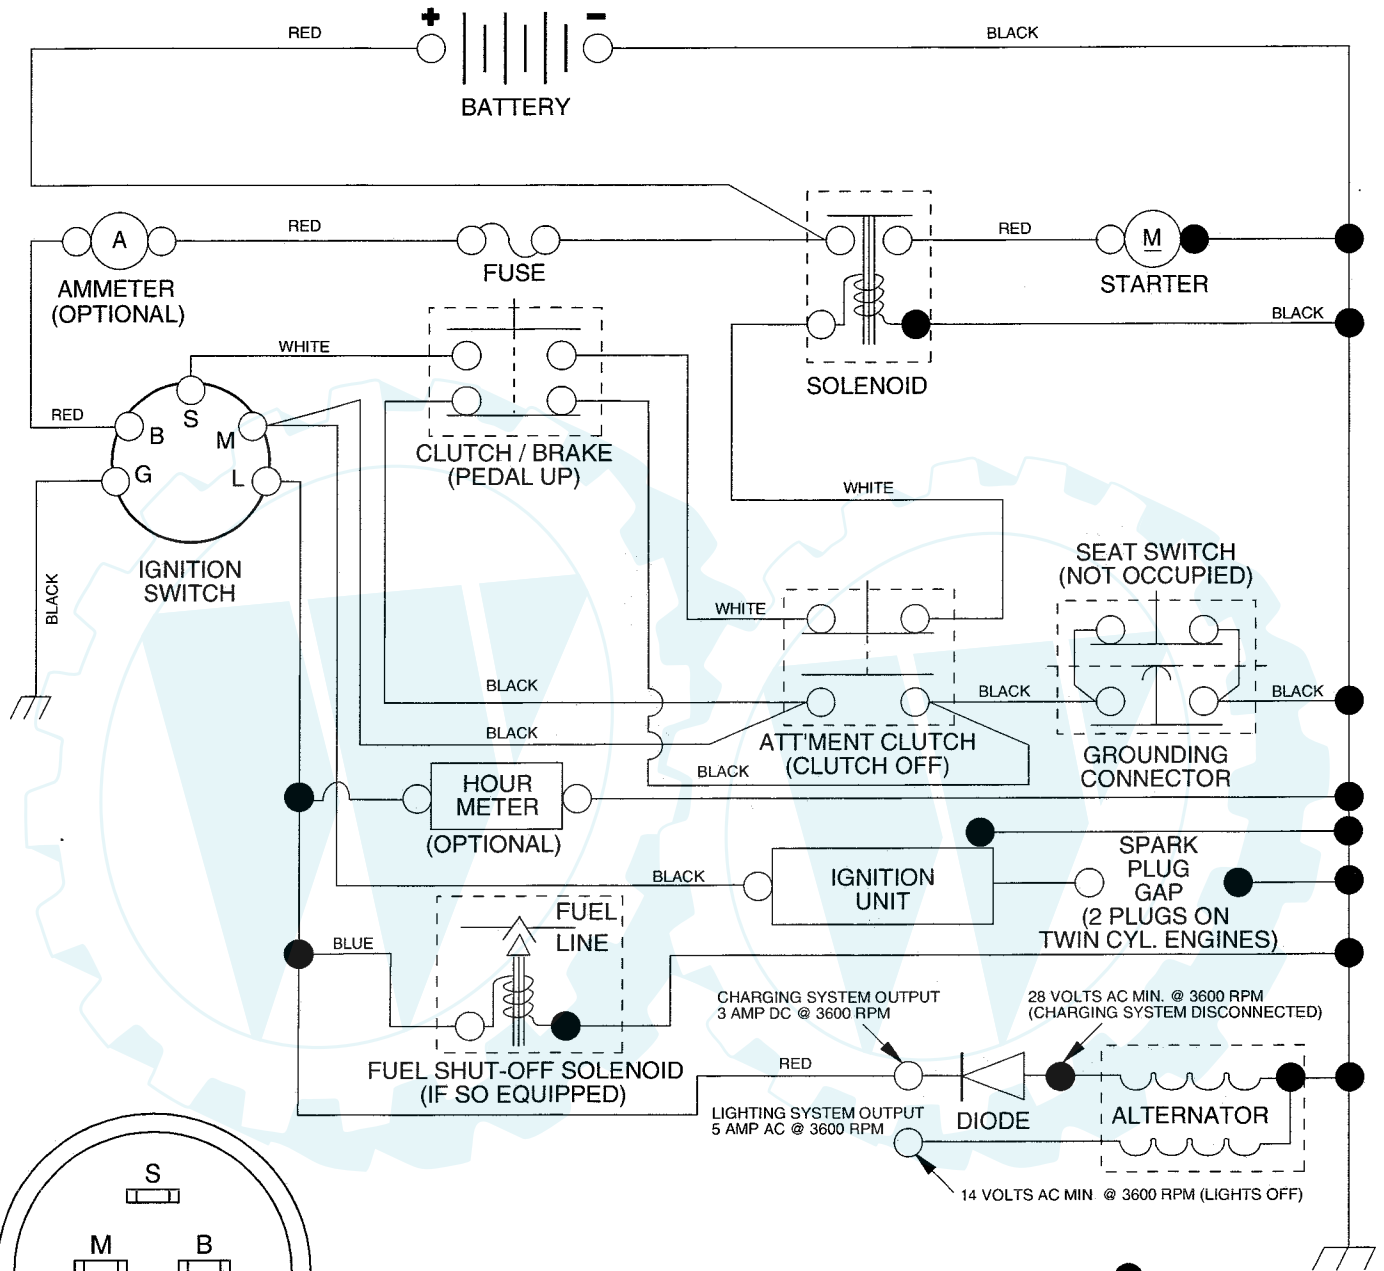 +
−
RED
BLACK
BATTERY
A
RED
RED
M
FUSE
AMMETER
(OPTIONAL)
STARTER
BLACK
WHITE
SOLENOID
RED
S
B
M
G
L
CLUTCH / BRAKE
(PEDAL UP)
WHITE
IGNITION
SWITCH
BLACK
SEAT SWITCH
(NOT OCCUPIED)
WHITE
BLACK
BLACK
BLACK
BLACK
ATT'MENT CLUTCH
(CLUTCH OFF)
GROUNDING
CONNECTOR
BLACK
HOUR
METER
(OPTIONAL)
SPARK
PLUG
GAP
(2 PLUGS ON
TWIN CYL. ENGINES)
BLACK
IGNITION
UNIT
FUEL
LINE
BLUE
CHARGING SYSTEM OUTPUT
3 AMP DC @ 3600 RPM
28 VOLTS AC MIN. @ 3600 RPM
(CHARGING SYSTEM DISCONNECTED)
FUEL SHUT-OFF SOLENOID
(IF SO EQUIPPED)
RED
DIODE
ALTERNATOR
LIGHTING SYSTEM OUTPUT
5 AMP AC @ 3600 RPM
14 VOLTS AC MIN. @ 3600 RPM (LIGHTS OFF)
S
M
B